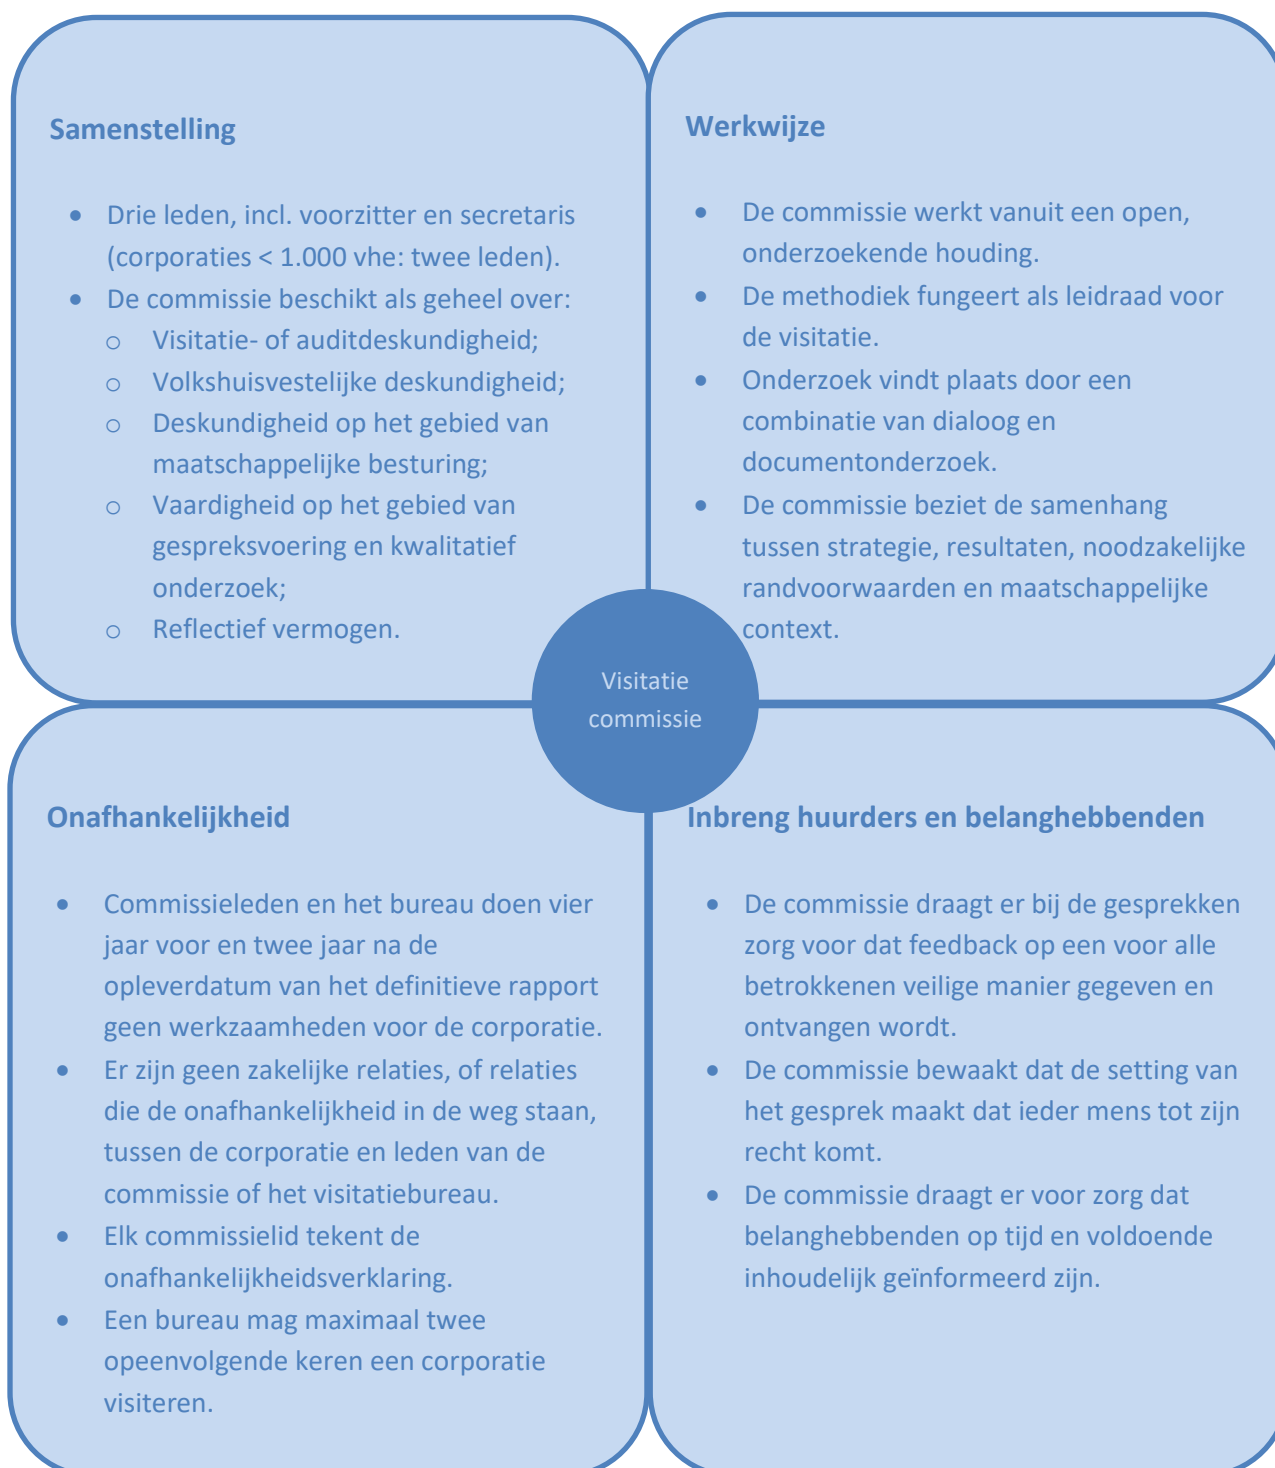 Samenstelling
• Drie leden, incl. voorzitter en secretaris
(corporaties < 1.000 vhe: twee leden).
• De commissie beschikt als geheel over:
o Visitatie- of auditdeskundigheid;
o Volkshuisvestelijke deskundigheid;
o Deskundigheid op het gebied van
maatschappelijke besturing;
o Vaardigheid op het gebied van
gespreksvoering en kwalitatief
onderzoek;
o Reflectief vermogen.
Werkwijze
• De commissie werkt vanuit een open,
onderzoekende houding.
• De methodiek fungeert als leidraad voor
de visitatie.
• Onderzoek vindt plaats door een
combinatie van dialoog en
documentonderzoek.
• De commissie beziet de samenhang
tussen strategie, resultaten, noodzakelijke
randvoorwaarden en maatschappelijke
context.
Visitatie
commissie
Onafhankelijkheid
• Commissieleden en het bureau doen vier
jaar voor en twee jaar na de
opleverdatum van het definitieve rapport
geen werkzaamheden voor de corporatie.
• Er zijn geen zakelijke relaties, of relaties
die de onafhankelijkheid in de weg staan,
tussen de corporatie en leden van de
commissie of het visitatiebureau.
• Elk commissielid tekent de
onafhankelijkheidsverklaring.
• Een bureau mag maximaal twee
opeenvolgende keren een corporatie
visiteren.
Inbreng huurders en belanghebbenden
• De commissie draagt er bij de gesprekken
zorg voor dat feedback op een voor alle
betrokkenen veilige manier gegeven en
ontvangen wordt.
• De commissie bewaakt dat de setting van
het gesprek maakt dat ieder mens tot zijn
recht komt.
• De commissie draagt er voor zorg dat
belanghebbenden op tijd en voldoende
inhoudelijk geïnformeerd zijn.